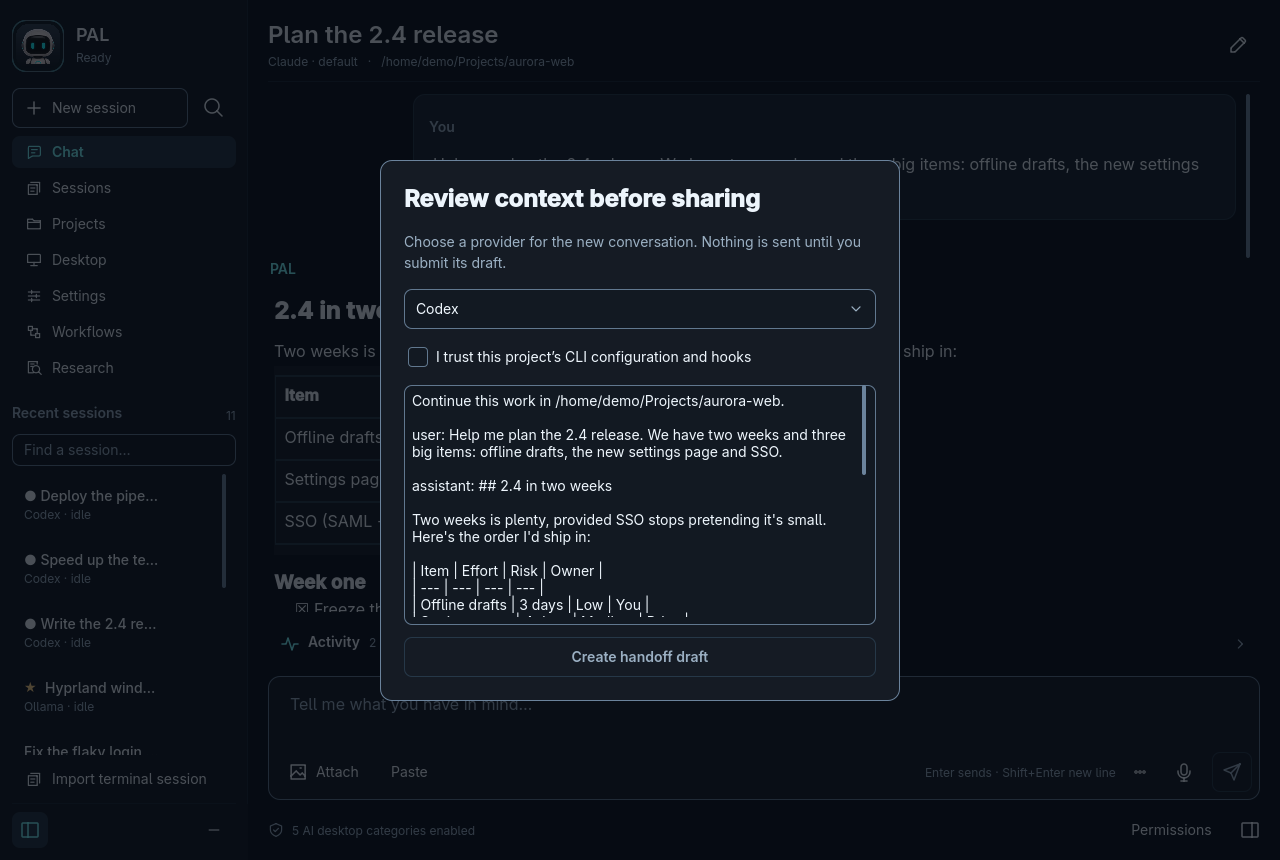 PAL
Ready
New session
Chat
Sessions
Projects
Desktop
Settings
Workflows
Research
Recent sessions
11
Find a session...
Deploy the pipe...
Codex · idle
Speed up the te...
Codex · idle
Write the 2.4 re...
Codex · idle
★ Hyprland wind...
Ollama · idle
Fix the flaky login
Import terminal session
Plan the 2.4 release
Claude · default · /home/demo/Projects/aurora-web
You
big items: offline drafts, the new settings
PAL
2.4 in two
Two weeks is
ship in:
Item
Offline drafts
Settings pag
SSO (SAML
Week one
Freeze th
Activity 2
Review context before sharing
Choose a provider for the new conversation. Nothing is sent until you
submit its draft.
Codex
I trust this project's CLI configuration and hooks
Continue this work in /home/demo/Projects/aurora-web.
user: Help me plan the 2.4 release. We have two weeks and three
big items: offline drafts, the new settings page and SSO.
assistant: ## 2.4 in two weeks
Two weeks is plenty, provided SSO stops pretending it's small.
Here's the order I'd ship in:
| Item | Effort | Risk | Owner |
| --- | --- | --- | --- |
| Offline drafts | 3 days | Low | You |
Create handoff draft
Tell me what you have in mind...
Attach
Paste
Enter sends · Shift+Enter new line
5 AI desktop categories enabled
Permissions